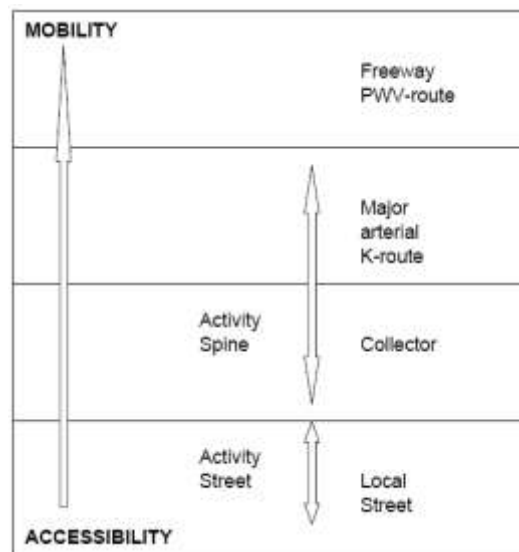 MOBILITY
Freeway
PWV-route
Major
arterial
K-route
Activity
Spine
Collector
Activity
Street
Local
Street
ACCESSIBILITY